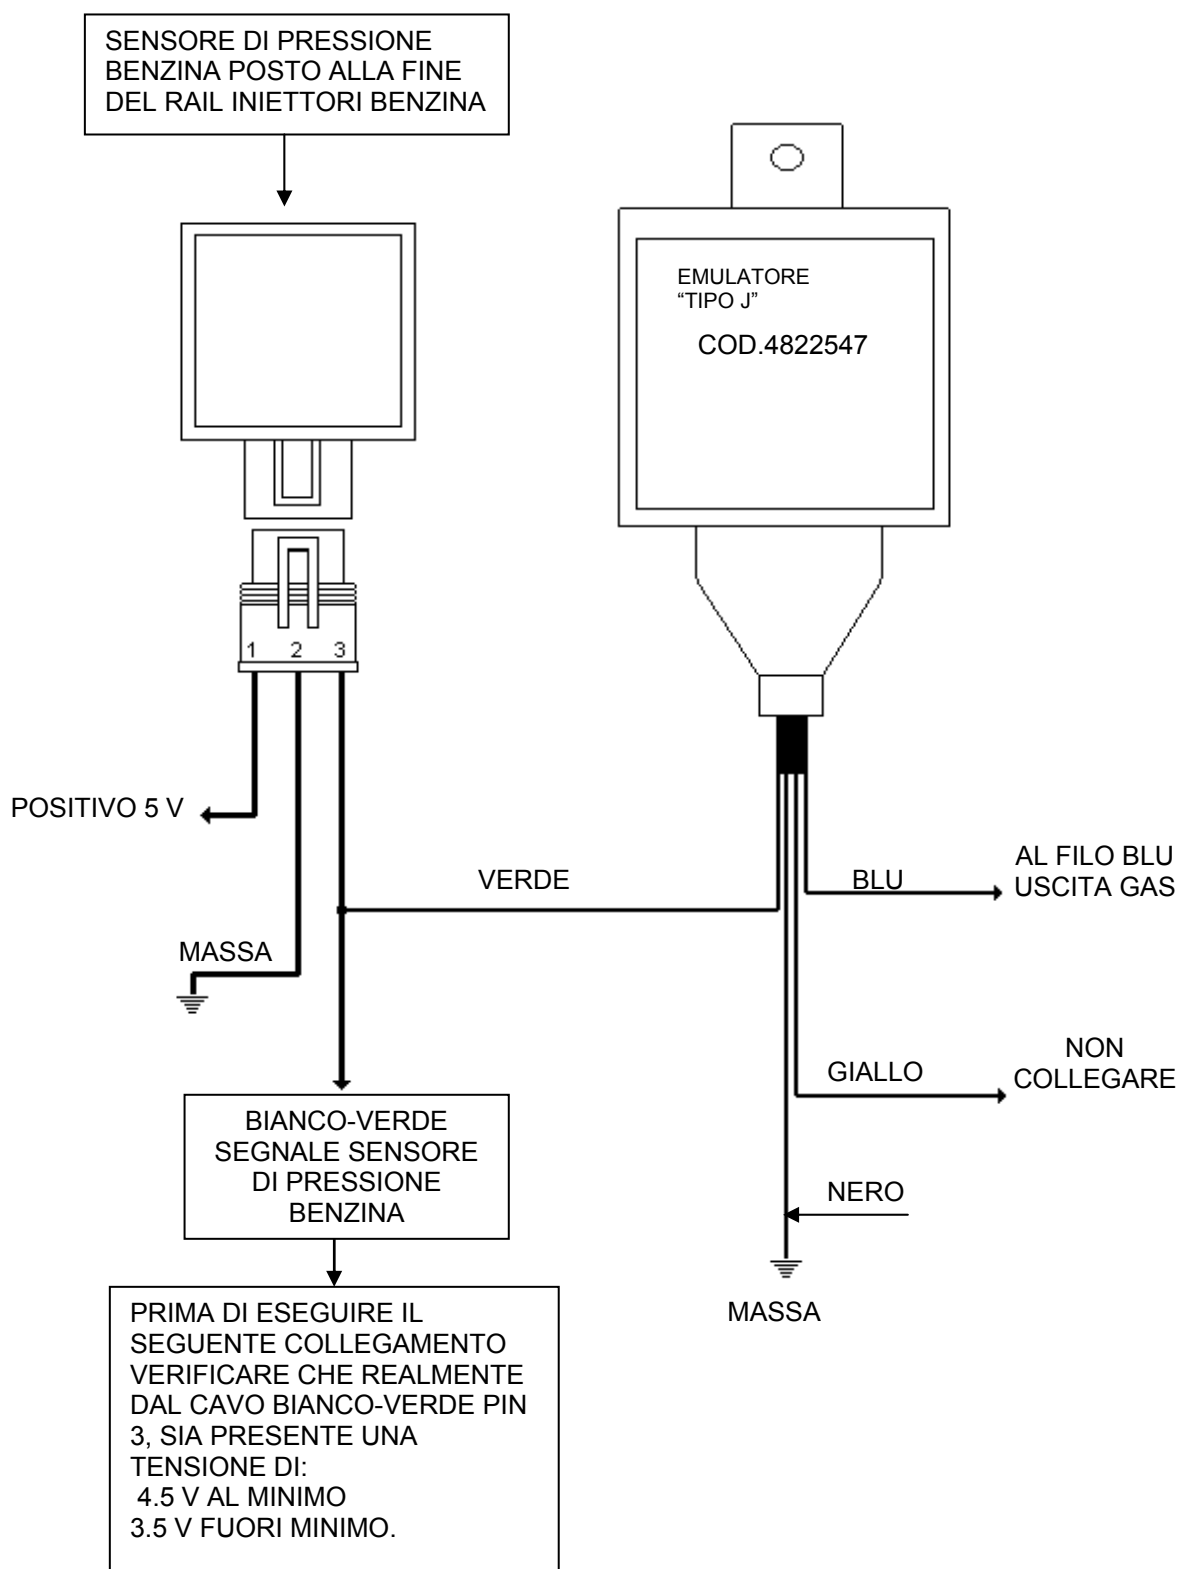 SENSORE DI PRESSIONE
BENZINA POSTO ALLA FINE
DEL RAIL INIETTORI BENZINA
EMULATORE
“TIPO J”
COD.4822547
1 2 3
POSITIVO 5 V
VERDE
BLU
AL FILO BLU
USCITA GAS
MASSA
GIALLO
NON
COLLEGARE
BIANCO-VERDE
SEGNALE SENSORE
DI PRESSIONE
BENZINA
NERO
MASSA
PRIMA DI ESEGUIRE IL
SEGUENTE COLLEGAMENTO
VERIFICARE CHE REALMENTE
DAL CAVO BIANCO-VERDE PIN
3, SIA PRESENTE UNA
TENSIONE DI:
4.5 V AL MINIMO
3.5 V FUORI MINIMO.